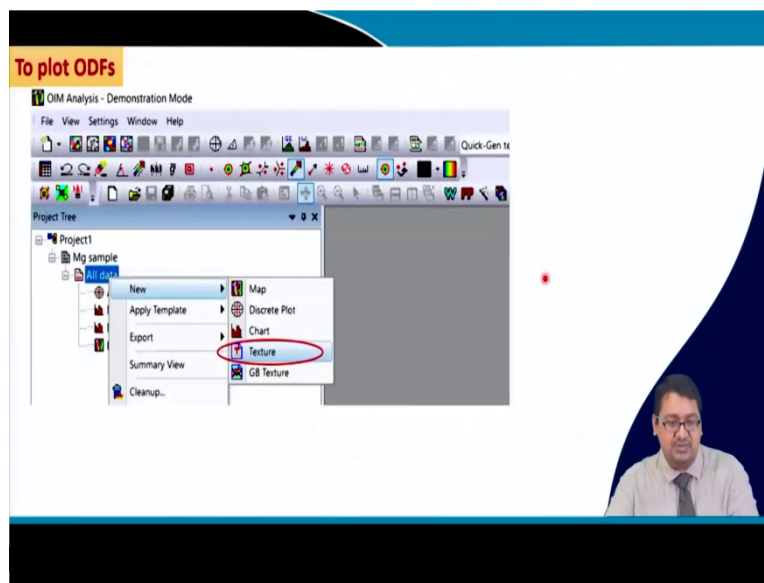 To plot ODFs
OIM Analysis - Demonstration Mode
File View Settings Window Help
Quick-Gen te
Project Tree
Project1
Mg sample
All data
New
Map
Apply Template
Discrete Plot
Chart
Export
Texture
Summary View
GB Texture
Cleanup...